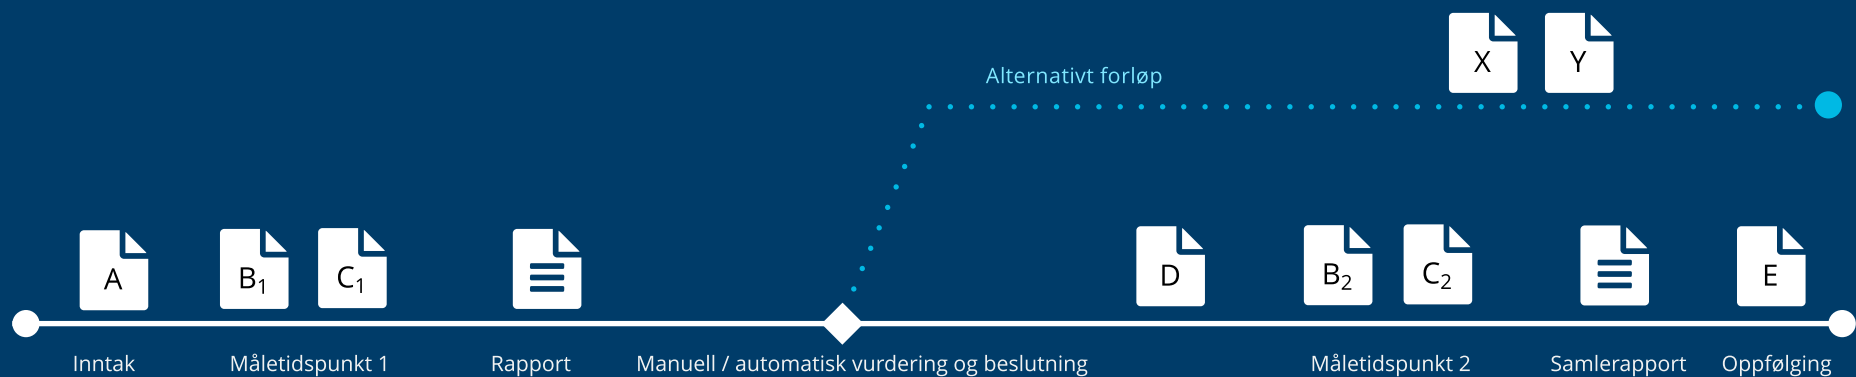 X Y
Alternativt forløp
A B₁ C₁ D B₂ C₂ E
Inntak Måletidspunkt 1 Rapport Manuell / automatisk vurdering og beslutning Måletidspunkt 2 Samlerapport Oppfølging